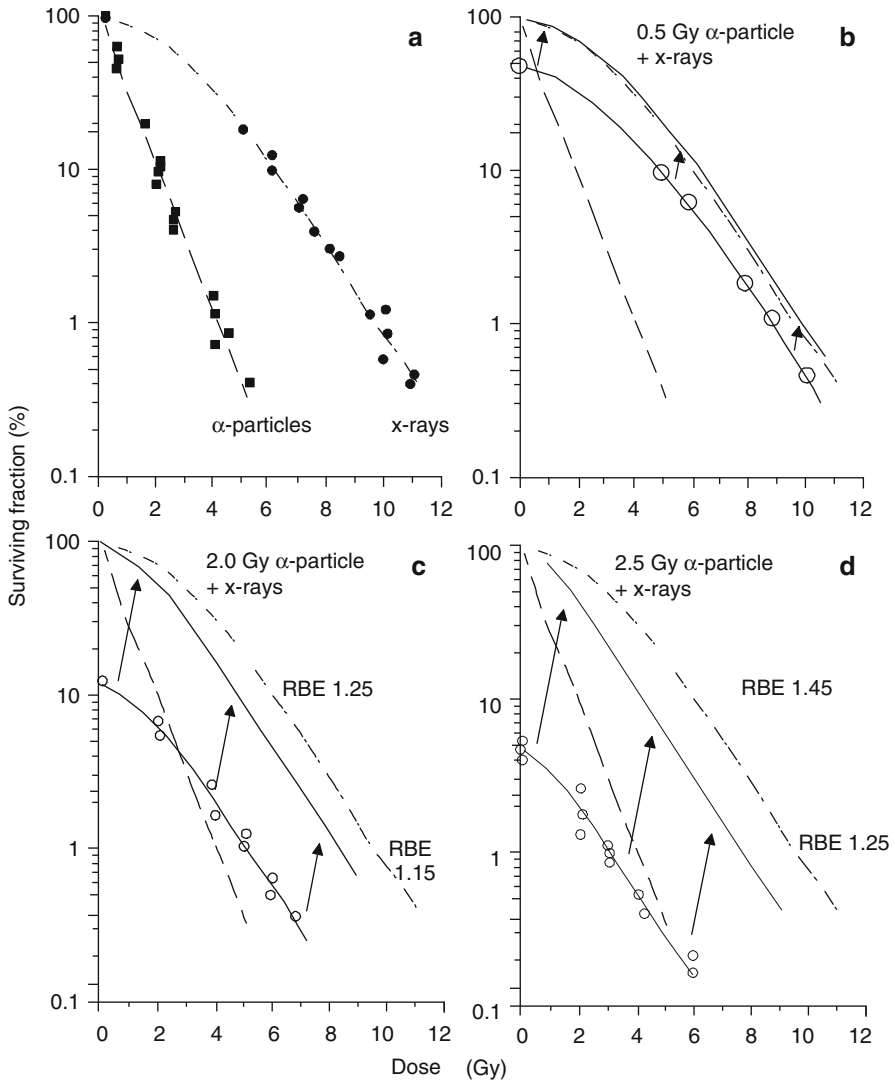 Surviving fraction (%)
a
100
10
1
0.1
α-particles
x-rays
0 2 4 6 8 10 12
b
0.5 Gy α-particle
+ x-rays
100
10
1
0.1
0 2 4 6 8 10 12
c
2.0 Gy α-particle
+ x-rays
100
10
1
0.1
RBE 1.25
RBE
1.15
0 2 4 6 8 10 12
d
2.5 Gy α-particle
+ x-rays
100
10
1
0.1
RBE 1.45
RBE 1.25
0 2 4 6 8 10 12
Dose (Gy)